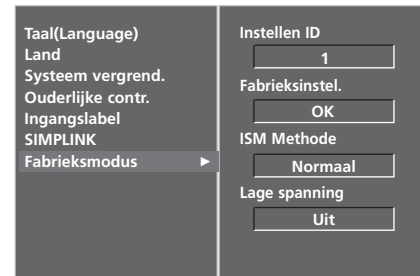 Taal(Language)
Land
Systeem vergrend.
Ouderlijke contr.
Ingangslabel
SIMPLINK
Fabrieksmodus ►
Instellen ID
1
Fabrieksinstel.
OK
ISM Methode
Normaal
Lage spanning
Uit